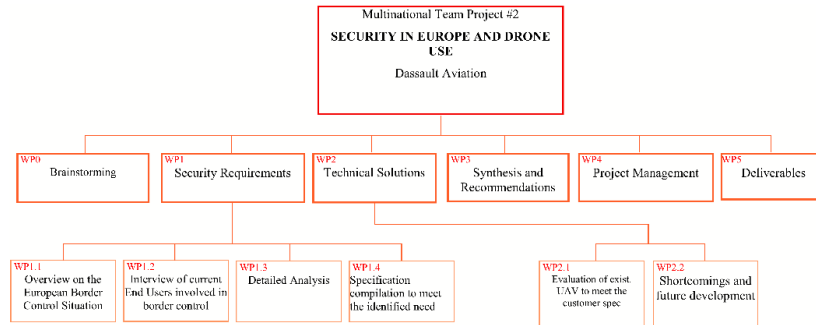 Multinational Team Project #2
SECURITY IN EUROPE AND DRONE
USE
Dassault Aviation
WP0
Brainstorming
WP1
Security Requirements
WP2
Technical Solutions
WP3
Synthesis and
Recommendations
WP4
Project Management
WP5
Deliverables
WP1.1
Overview on the
European Border
Control Situation
WP1.2
Interview of current
End Users involved in
border control
WP1.3
Detailed Analysis
WP1.4
Specification
compilation to meet
the identified need
WP2.1
Evaluation of exist.
UAV to meet the
customer spec
WP2.2
Shortcomings and
future development